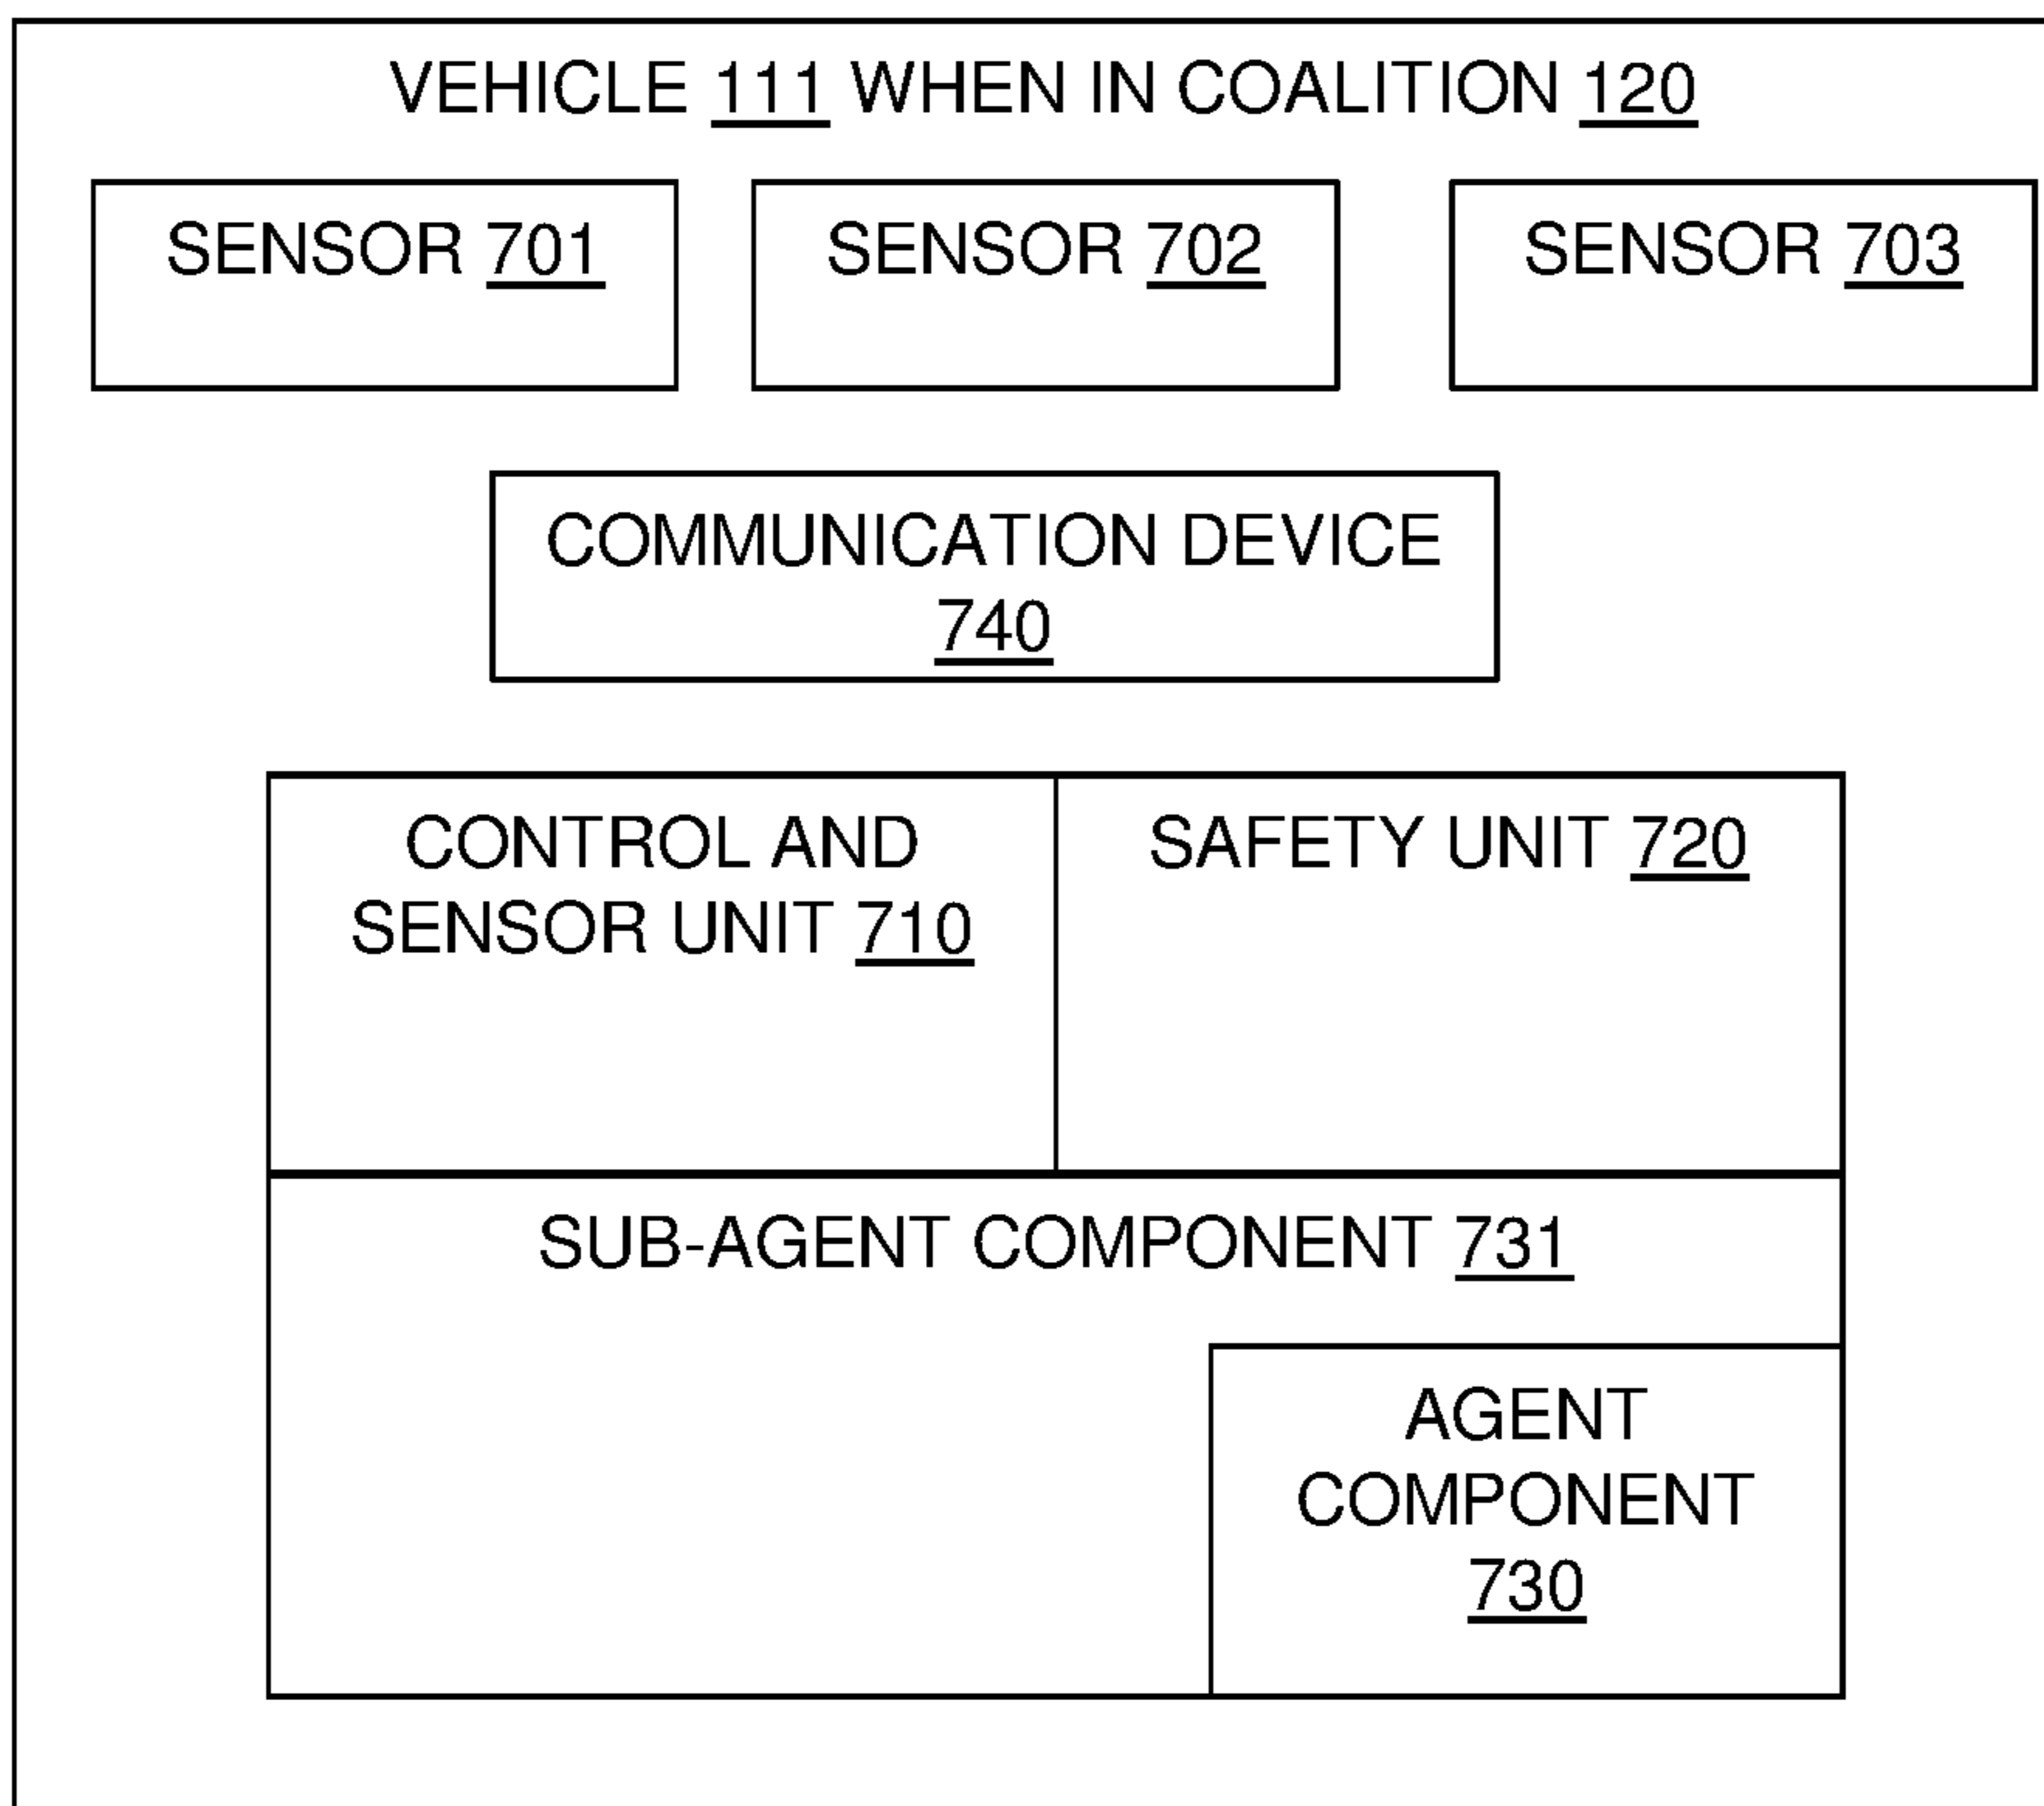 VEHICLE 111 WHEN IN COALITION 120
SENSOR 701
SENSOR 702
SENSOR 703
COMMUNICATION DEVICE
740
CONTROL AND
SENSOR UNIT 710
SAFETY UNIT 720
SUB-AGENT COMPONENT 731
AGENT
COMPONENT
730